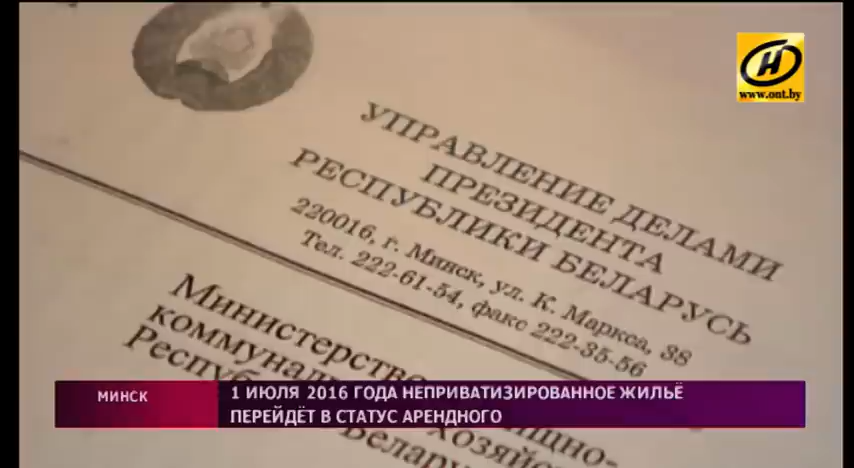 www.ont.by
УПРАВЛЕНИЕ ДЕЛАМИ
ПРЕЗИДЕНТА
РЕСПУБЛИКИ БЕЛАРУСЬ
220016, г. Минск, ул. К. Маркса, 38
Тел. 222-61-54, факс 222-35-56
Министерство
МИНСК
1 ИЮЛЯ 2016 ГОДА НЕПРИВАТИЗИРОВАННОЕ ЖИЛЬЁ
ПЕРЕЙДЁТ В СТАТУС АРЕНДНОГО